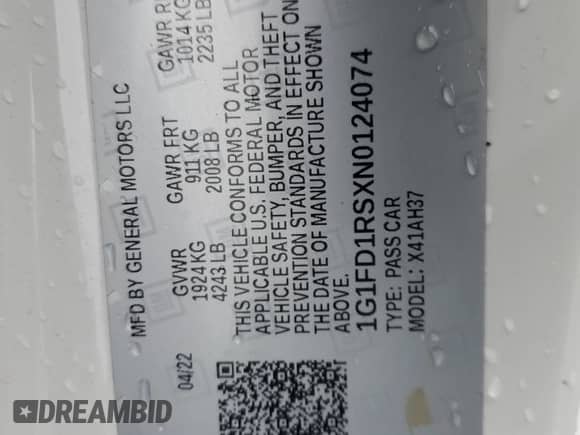 MFD BY GENERAL MOTORS LLC
04/22
GVWR
1924 KG
4243 LB
GAWR FRT
911 KG
2008 LB
GAWR
1014 KG
2235 LB
THIS VEHICLE CONFORMS TO ALL
APPLICABLE U.S. FEDERAL MOTOR
VEHICLE SAFETY, BUMPER, AND THEFT
PREVENTION STANDARDS IN EFFECT ON
THE DATE OF MANUFACTURE SHOWN
ABOVE.
1G1FD1RSXN0124074
TYPE: PASS CAR
MODEL: X41AH37
DREAMBID